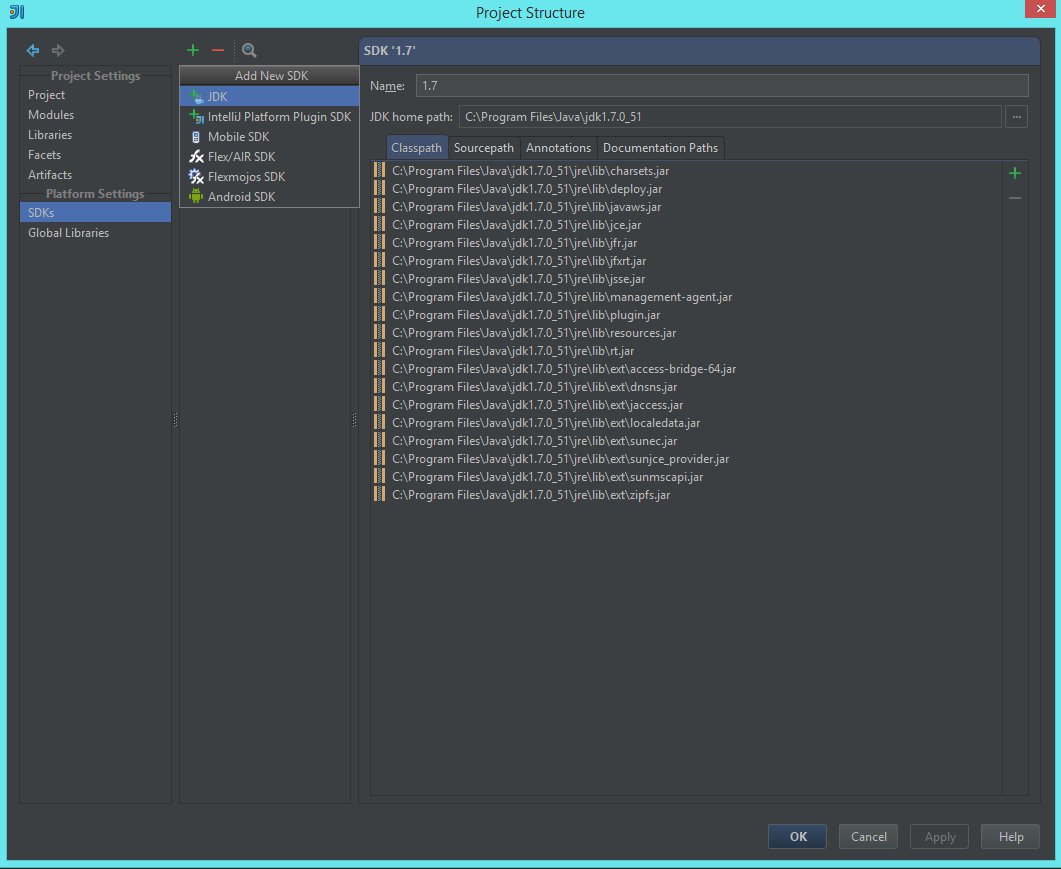 Project Structure
Project Settings
Project
Modules
Libraries
Facets
Artifacts
Platform Settings
SDKs
Global Libraries
Add New SDK
JDK
IntelliJ Platform Plugin SDK
Mobile SDK
Flex/AIR SDK
Flexmojos SDK
Android SDK
SDK '1.7'
Name: 1.7
JDK home path: C:\Program Files\Java\jdk1.7.0_51 ...
Classpath Sourcepath Annotations Documentation Paths
C:\Program Files\Java\jdk1.7.0_51\jre\lib\charsets.jar
C:\Program Files\Java\jdk1.7.0_51\jre\lib\deploy.jar
C:\Program Files\Java\jdk1.7.0_51\jre\lib\javaws.jar
C:\Program Files\Java\jdk1.7.0_51\jre\lib\jce.jar
C:\Program Files\Java\jdk1.7.0_51\jre\lib\jfr.jar
C:\Program Files\Java\jdk1.7.0_51\jre\lib\jfxrt.jar
C:\Program Files\Java\jdk1.7.0_51\jre\lib\jsse.jar
C:\Program Files\Java\jdk1.7.0_51\jre\lib\management-agent.jar
C:\Program Files\Java\jdk1.7.0_51\jre\lib\plugin.jar
C:\Program Files\Java\jdk1.7.0_51\jre\lib\resources.jar
C:\Program Files\Java\jdk1.7.0_51\jre\lib\rt.jar
C:\Program Files\Java\jdk1.7.0_51\jre\lib\ext\access-bridge-64.jar
C:\Program Files\Java\jdk1.7.0_51\jre\lib\ext\dnsns.jar
C:\Program Files\Java\jdk1.7.0_51\jre\lib\ext\jaccess.jar
C:\Program Files\Java\jdk1.7.0_51\jre\lib\ext\localedata.jar
C:\Program Files\Java\jdk1.7.0_51\jre\lib\ext\sunec.jar
C:\Program Files\Java\jdk1.7.0_51\jre\lib\ext\sunjce_provider.jar
C:\Program Files\Java\jdk1.7.0_51\jre\lib\ext\sunmscapi.jar
C:\Program Files\Java\jdk1.7.0_51\jre\lib\ext\zipfs.jar
OK Cancel Apply Help